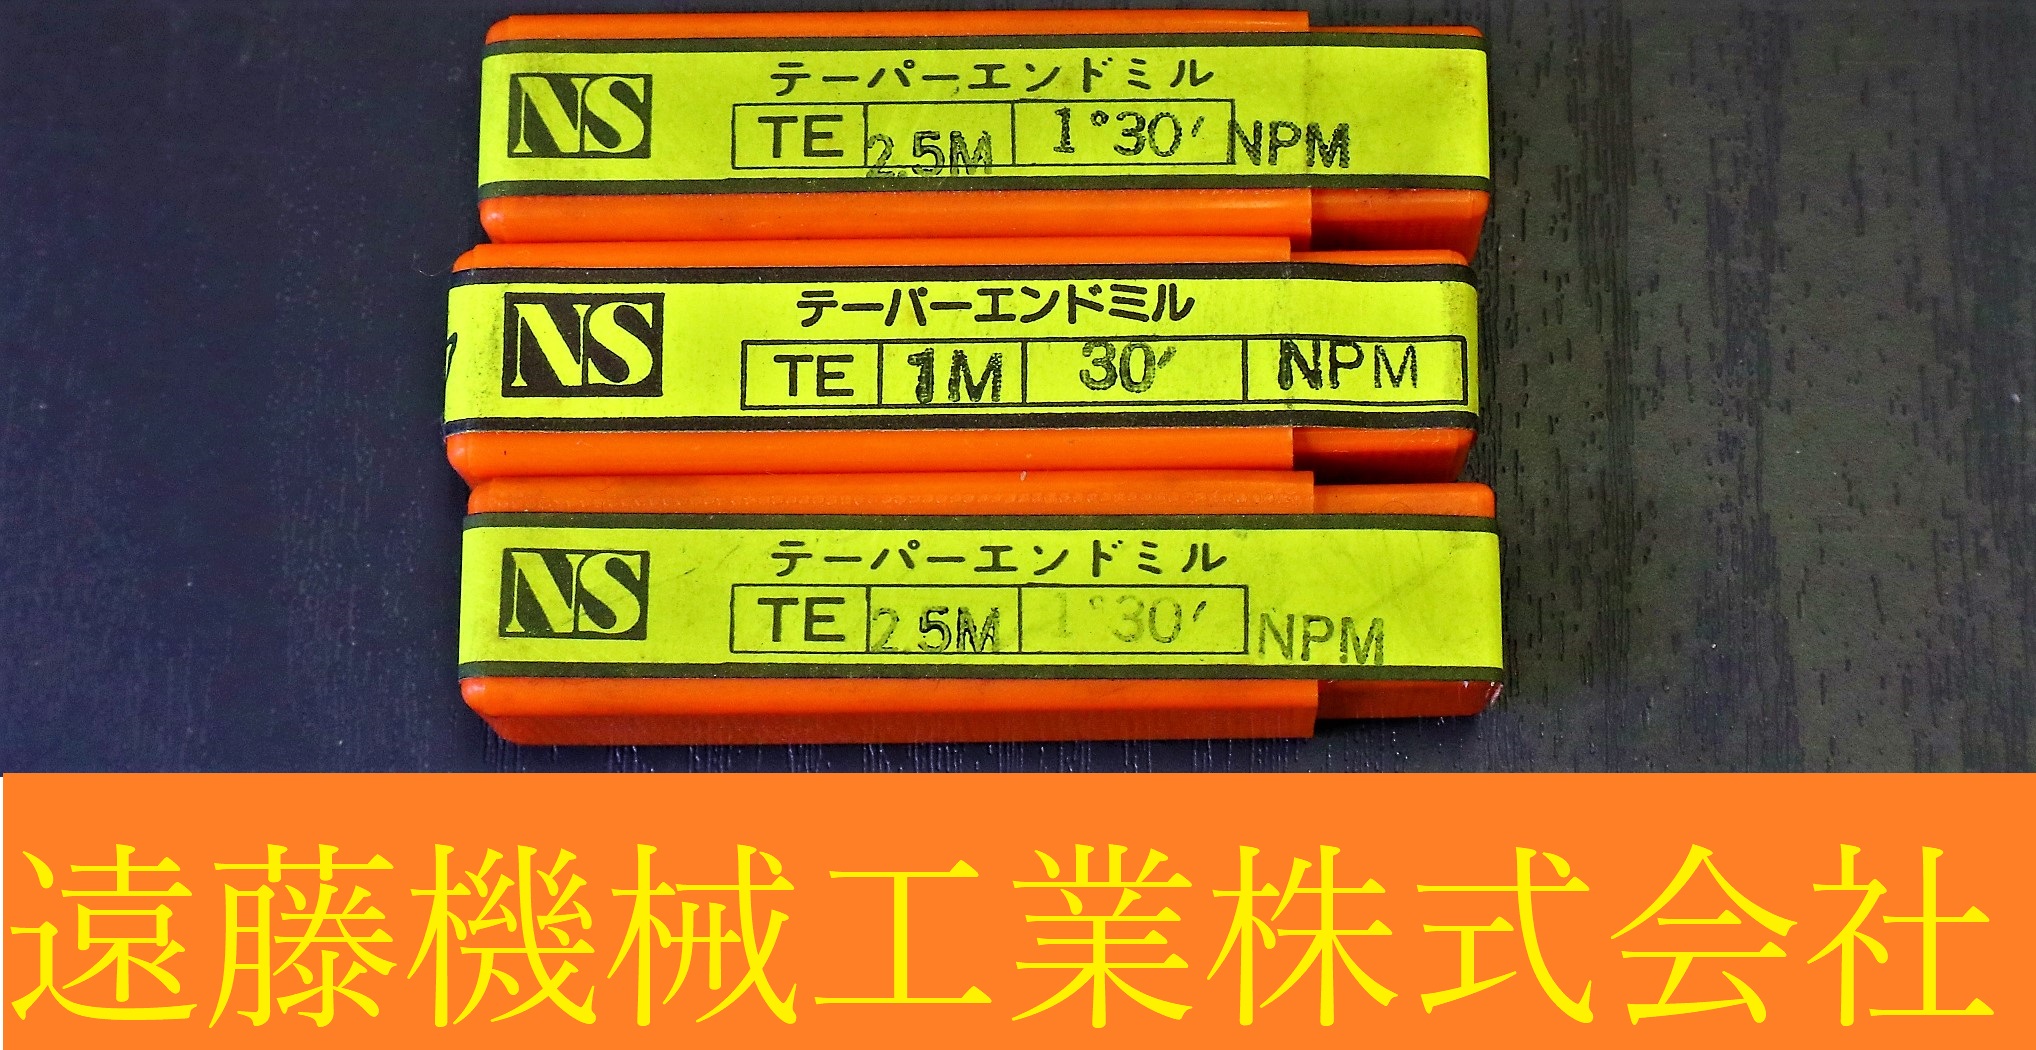 NS テーパーエンドミル
TE 2.5M 1°30′ NPM
NS テーパーエンドミル
TE 1M 30′ NPM
NS テーパーエンドミル
TE 2.5M 1°30′ NPM
遠藤機械工業株式会社